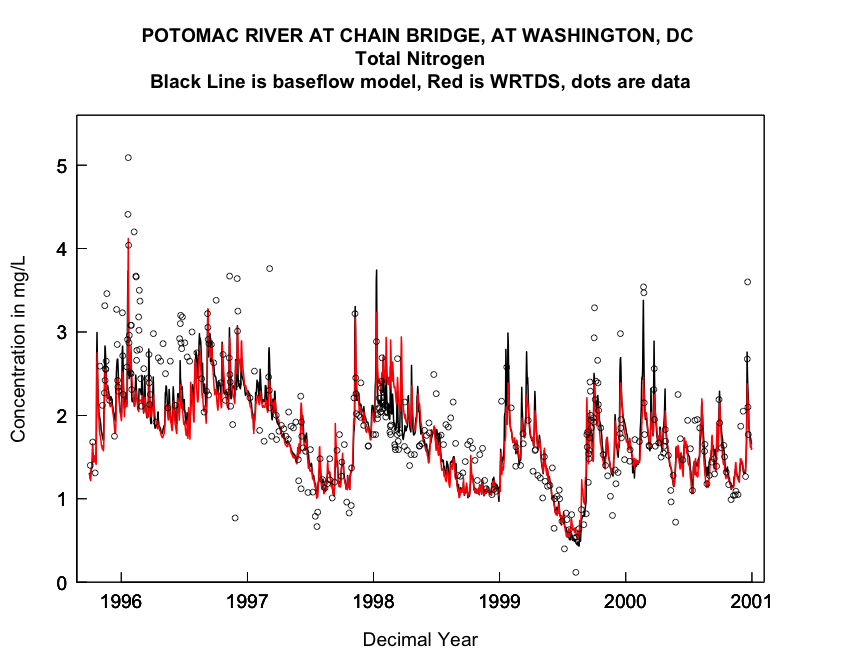 POTOMAC RIVER AT CHAIN BRIDGE, AT WASHINGTON, DC
Total Nitrogen
Black Line is baseflow model, Red is WRTDS, dots are data
Concentration in mg/L
5
4
3
2
1
0
1996 1997 1998 1999 2000 2001
Decimal Year